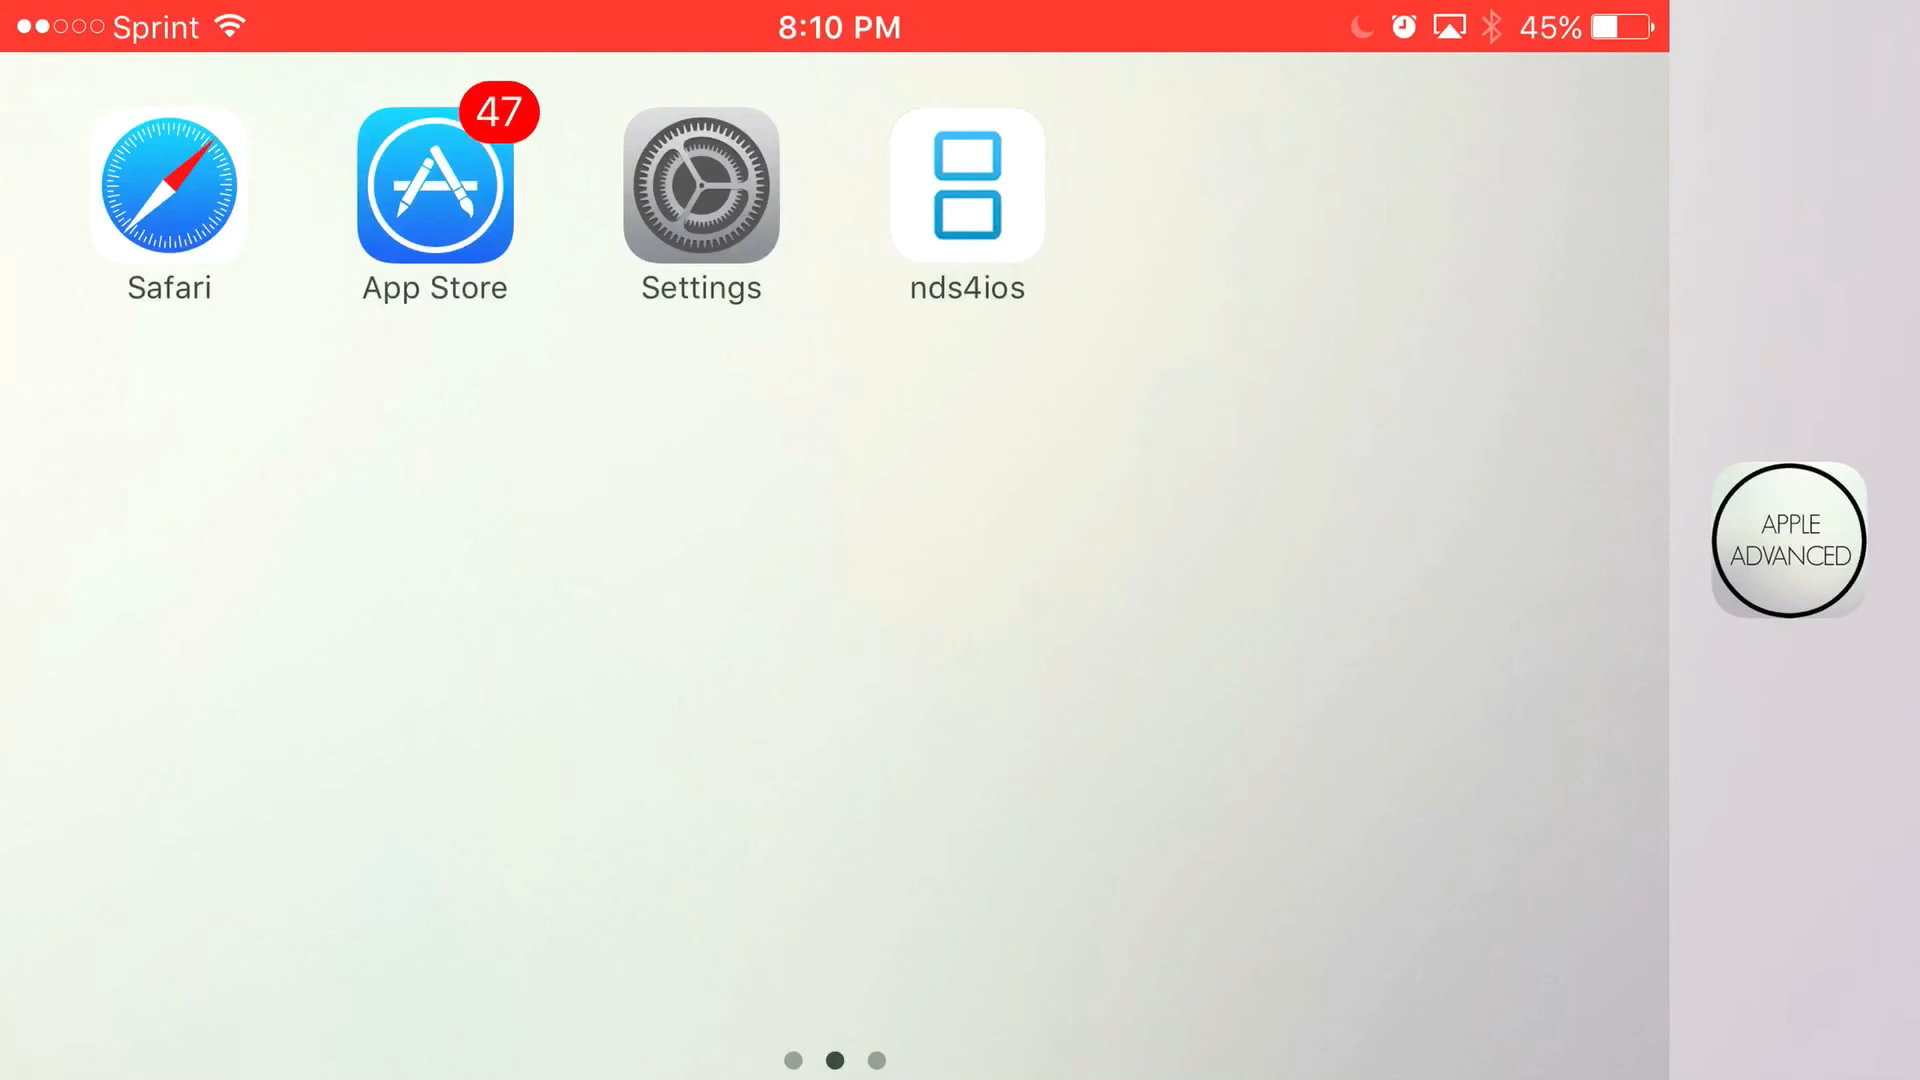 Sprint
8:10 PM
45%
47
Safari
App Store
Settings
nds4ios
APPLE
ADVANCED